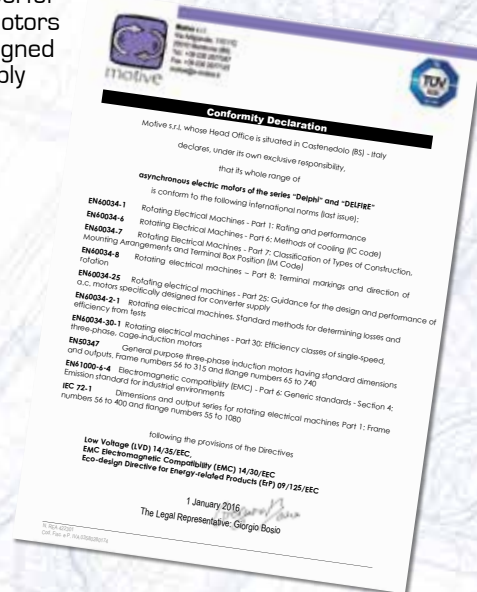 otors
igned
ply
motive
Motive s.r.l.
TÜV
Conformity Declaration
Motive s.r.l. whose Head Office is situated in Castenedolo (BS) - Italy
declares, under its own exclusive responsibility,
that its whole range of
asynchronous electric motors of the series "Delphi" and "DELFIRE"
is conform to the following international norms (last issue):
EN60034-1 Rotating Electrical Machines - Part 1: Rating and performance
EN60034-6 Rotating Electrical Machines - Part 6: Methods of cooling (IC code)
EN60034-7 Rotating Electrical Machines - Part 7: Classification of Types of Construction,
Mounting Arrangements and Terminal Box Position (IM Code)
EN60034-8 Rotating electrical machines – Part 8: Terminal markings and direction of
rotation
EN60034-25 Rotating electrical machines - Part 25: Guidance for the design and performance of
a.c. motors specifically designed for converter supply
EN60034-2-1 Rotating electrical machines. Standard methods for determining losses and
efficiency from tests
EN60034-30-1 Rotating electrical machines - Part 30: Efficiency classes of single-speed,
three-phase, cage-induction motors
EN50347 General purpose three-phase induction motors having standard dimensions
and outputs. Frame numbers 56 to 315 and flange numbers 65 to 740
EN61000-6-4 Electromagnetic compatibility (EMC) - Part 6: Generic standards - Section 4:
Emission standard for industrial environments
IEC 72-1 Dimensions and output series for rotating electrical machines Part 1: Frame
numbers 56 to 400 and flange numbers 55 to 1080
following the provisions of the Directives
Low Voltage (LVD) 14/35/EEC,
EMC Electromagnetic Compatibility (EMC) 14/30/EEC
Eco-design Directive for Energy-related Products (ErP) 09/125/EEC
1 January 2016
The Legal Representative: Giorgio Bosio